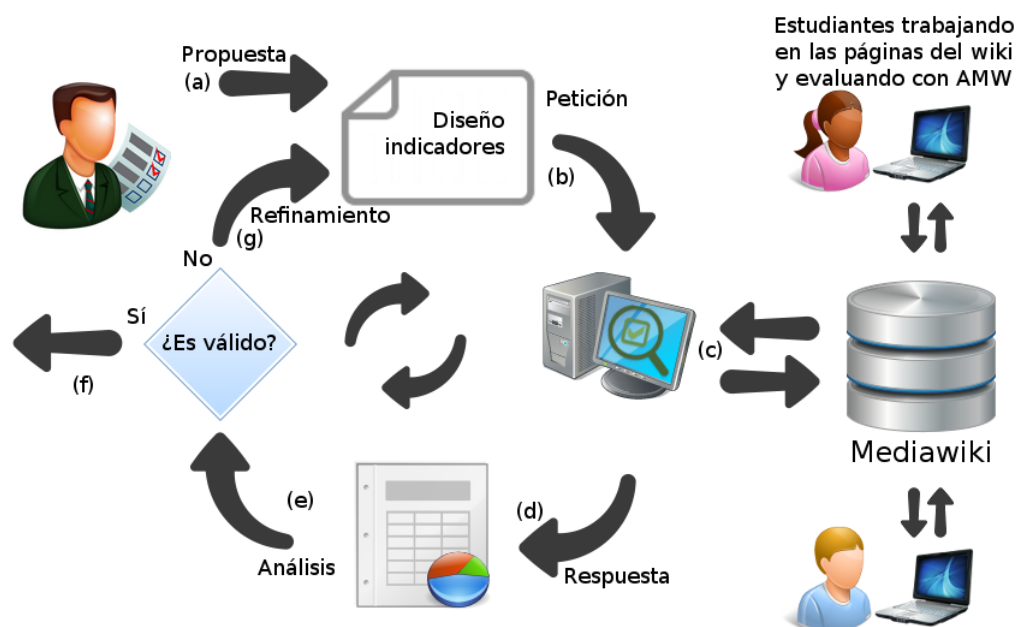 Estudiantes trabajando
en las páginas del wiki
y evaluando con AMW
Propuesta
(a)
Diseño
indicadores
Petición
(b)
Refinamiento
(g)
No
Sí
¿Es válido?
(f)
(c)
Mediawiki
(e)
(d)
Análisis
Respuesta